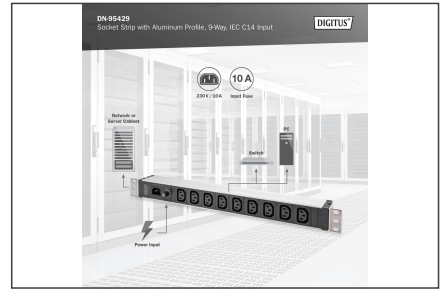 DN-95429
Socket Strip with Aluminum Profile, 9-Way, IEC C14 Input
DIGITUS®
10 A
230 V / 10 A
Input Fuse
Network or
Server Cabinet
PC
Switch
Power Input